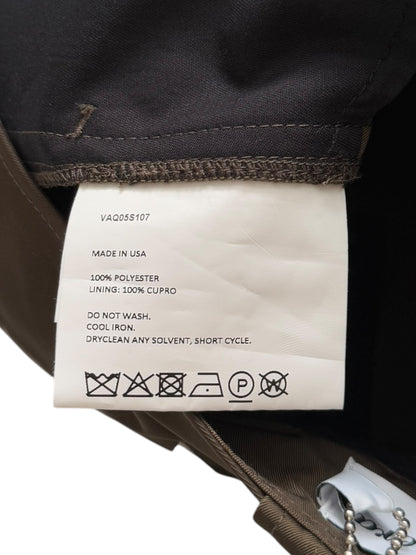 VAQ05S107
MADE IN USA
100% POLYESTER
LINING: 100% CUPRO
DO NOT WASH.
COOL IRON.
DRYCLEAN ANY SOLVENT, SHORT CYCLE.
P W